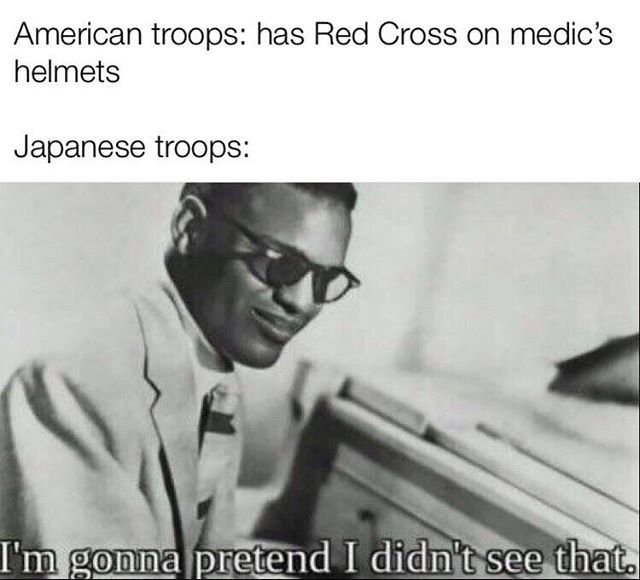 American troops: has Red Cross on medic’s
helmets
Japanese troops:
I'm gonna pretend I didn't see that.